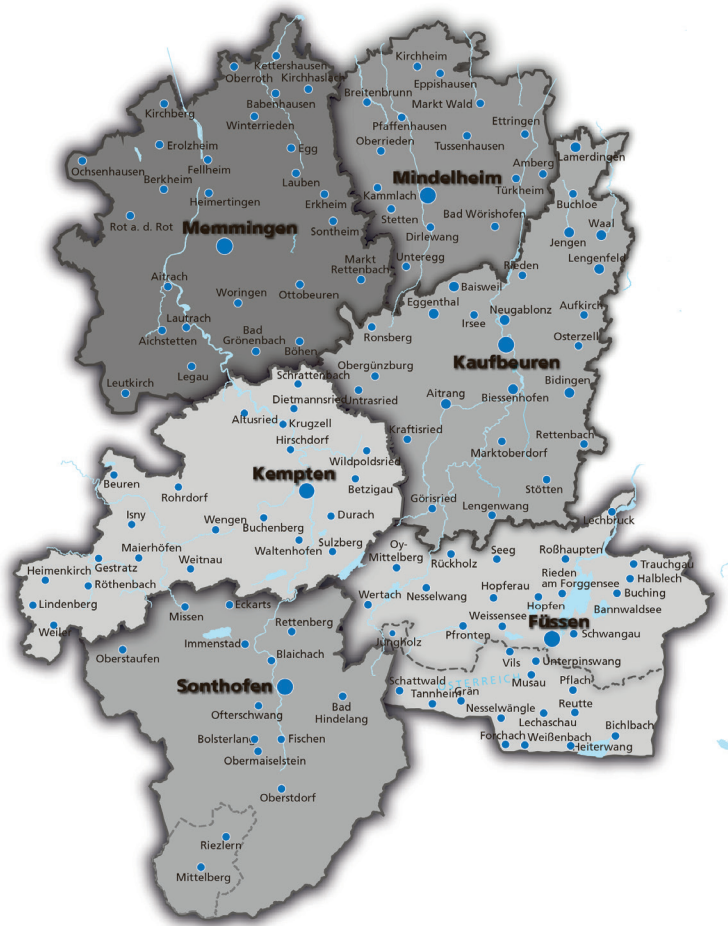 Kettershausen
Oberroth
Kirchhaslach
Babenhausen
Kirchberg
Winterrieden
Erolzheim
Egg
Ochsenhausen
Fellheim
Berkheim
Lauben
Heimertingen
Erkheim
Rot a. d. Rot
Memmingen
Sontheim
Markt
Rettenbach
Aitrach
Woringen
Ottobeuren
Lautrach
Aichstetten
Bad
Grönenbach
Böhen
Legau
Leutkirch
Kirchheim
Eppishausen
Breitenbrunn
Markt Wald
Pfaffenhausen
Ettringen
Oberrieden
Tussenhausen
Mindelheim
Amberg
Türkheim
Kammlach
Stetten
Bad Wörishofen
Dirlewang
Unteregg
Lamerdingen
Buchloe
Waal
Jengen
Lengenfeld
Rieden
Baisweil
Eggenthal
Irsee
Neugablonz
Aufkirch
Ronsberg
Osterzell
Kaufbeuren
Obergünzburg
Untrasried
Aitrang
Biessenhofen
Bidingen
Kraftisried
Marktoberdorf
Rettenbach
Stötten
Görisried
Lengenwang
Schrattenbach
Dietmannsried
Altusried
Krugzell
Hirschdorf
Wildpoldsried
Kempten
Betzigau
Beuren
Rohrdorf
Isny
Wengen
Buchenberg
Durach
Maierhöfen
Waltenhofen
Sulzberg
Gestratz
Weitnau
Heimenkirch
Röthenbach
Lindenberg
Weiler
Lechbruck
Oy-
Mittelberg
Rückholz
Seeg
Roßhaupten
Trauchgau
Halblech
Rieden
am Forggensee
Buching
Wertach
Nesselwang
Hopferau
Hopfen
Bannwaldsee
Weissensee
Füssen
Pfronten
Schwangau
Jungholz
Vils
Unterpinswang
ÖSTERREICH
Musau
Pflach
Schattwald
Tannheim
Grän
Nesselwängle
Reutte
Lechaschau
Bichlbach
Forchach
Weißenbach
Heiterwang
Missen
Eckarts
Rettenberg
Immenstadt
Blaichach
Oberstaufen
Sonthofen
Bad
Hindelang
Ofterschwang
Bolsterlang
Fischen
Obermaiselstein
Oberstdorf
Riezlern
Mittelberg